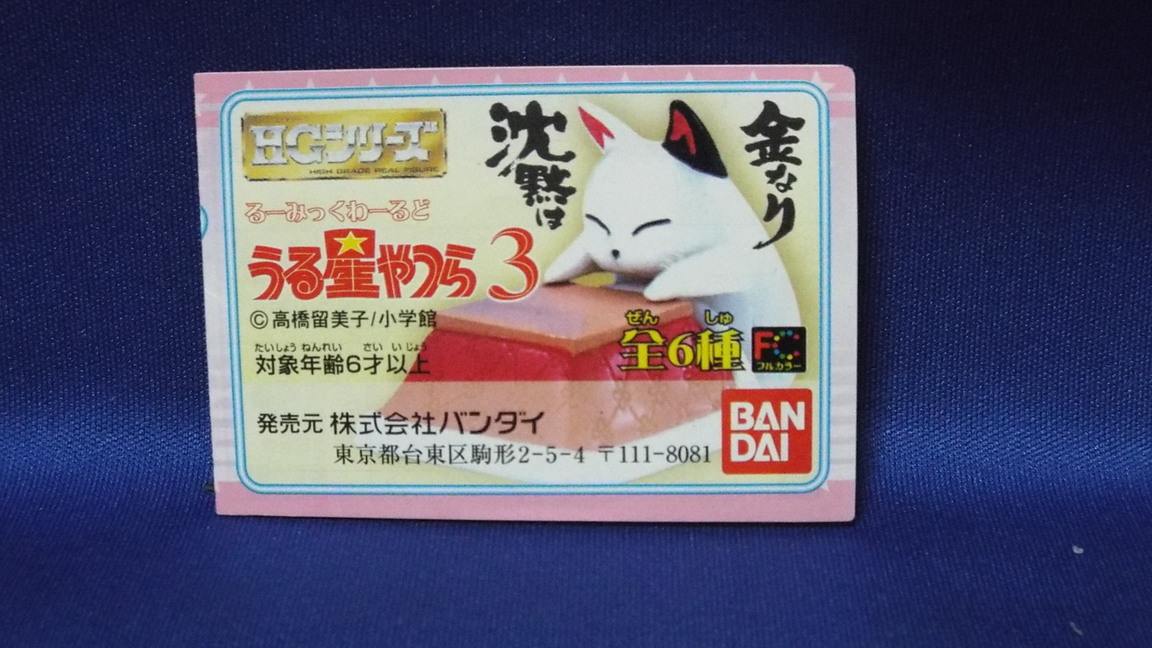 HGシリーズ
HIGH GRADE REAL FIGURE
沈黙は
金なり
るーみっくわーるど
うる星やつら3
©高橋留美子/小学館
たいしょうねんれい さいいじょう
対象年齢6才以上
ぜん しゅ
全6種
FC
フルカラー
発売元 株式会社バンダイ
東京都台東区駒形2-5-4 〒111-8081
BAN
DAI